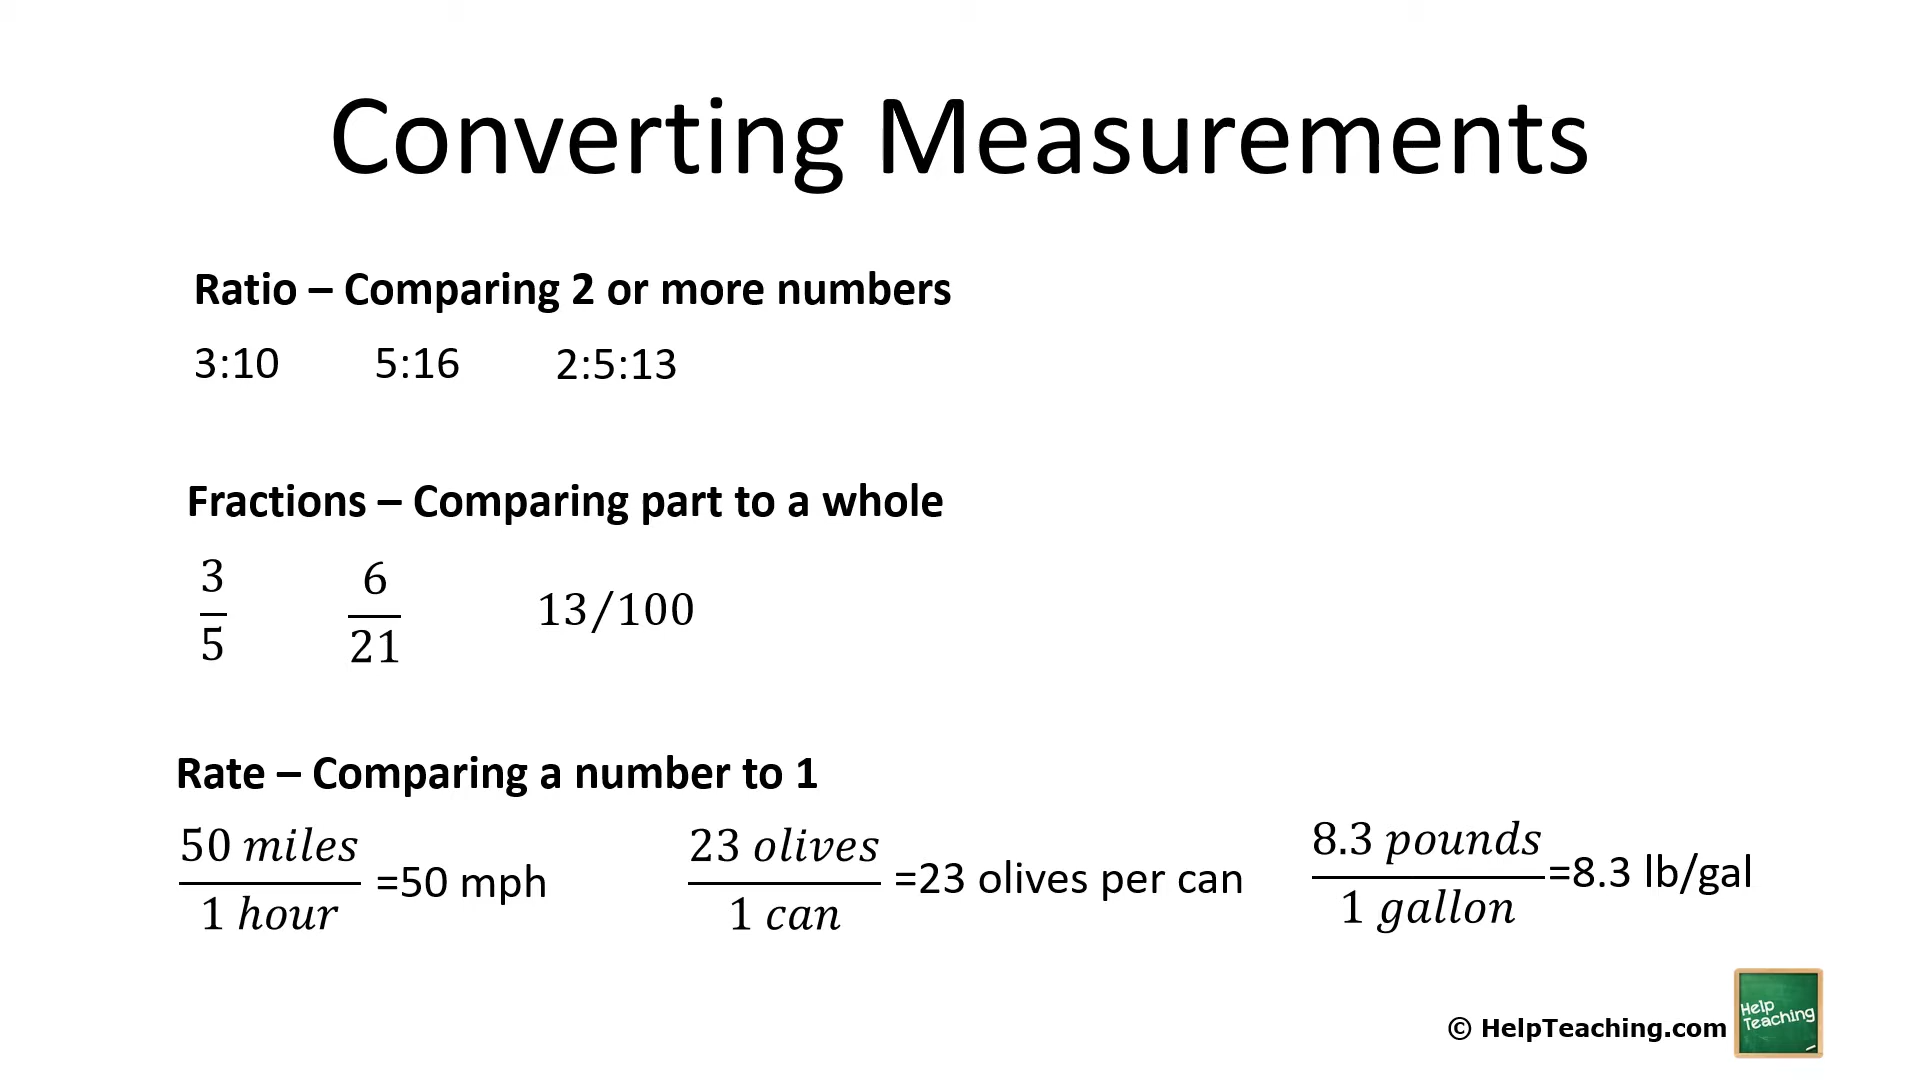 Converting Measurements
Ratio – Comparing 2 or more numbers
3:10 5:16 2:5:13
Fractions – Comparing part to a whole
3/5 6/21 13/100
Rate – Comparing a number to 1
50 miles/1 hour =50 mph 23 olives/1 can =23 olives per can 8.3 pounds/1 gallon =8.3 lb/gal
© HelpTeaching.com
Help
Teaching